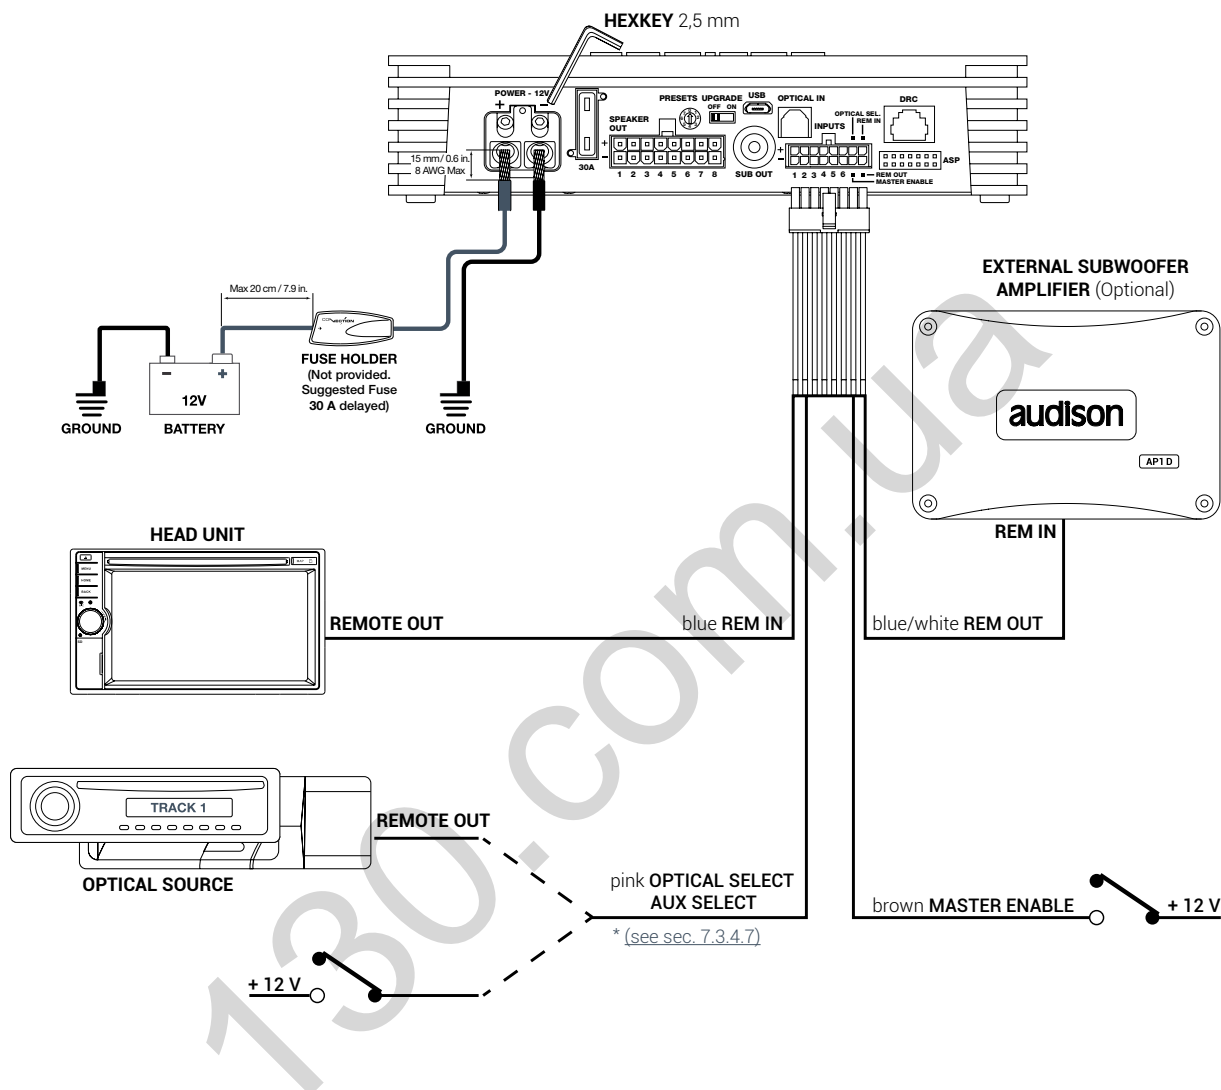 HEXKEY 2,5 mm
POWER - 12V
+ -
PRESETS UPGRADE USB OPTICAL IN DRC
OFF ON
OPTICAL SEL.
REM IN
SPEAKER
OUT
INPUTS
+
-
+
-
ASP
15 mm / 0.6 in.
8 AWG Max
30A
1 2 3 4 5 6 7 8
SUB OUT
1 2 3 4 5 6
REM OUT
MASTER ENABLE
EXTERNAL SUBWOOFER
AMPLIFIER (Optional)
Max 20 cm / 7.9 in.
CONNECTION
+
FUSE HOLDER
(Not provided.
Suggested Fuse
30 A delayed)
- +
12V
GROUND
BATTERY
GROUND
audison
AP1 D
REM IN
HEAD UNIT
MENU
HOME
BACK
REMOTE OUT
blue REM IN
blue/white REM OUT
TRACK 1
REMOTE OUT
OPTICAL SOURCE
pink OPTICAL SELECT
AUX SELECT
* (see sec. 7.3.4.7)
brown MASTER ENABLE
+ 12 V
+ 12 V
130.com.ua